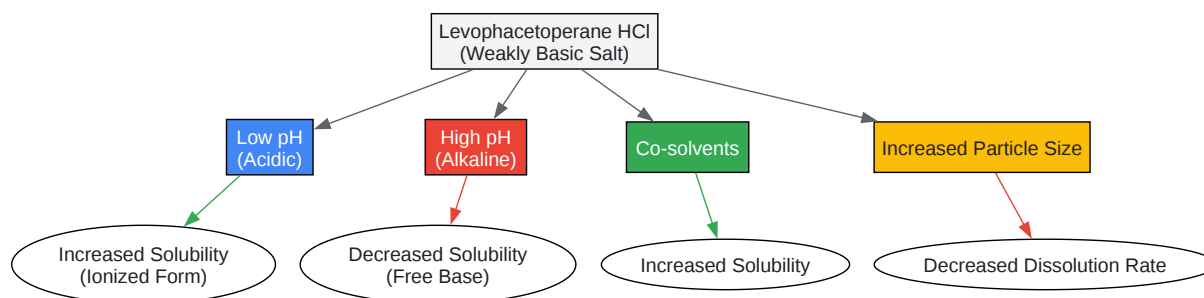 Levophacetoperane HCl
(Weakly Basic Salt)
Low pH
(Acidic)
High pH
(Alkaline)
Co-solvents
Increased Particle Size
Increased Solubility
(Ionized Form)
Decreased Solubility
(Free Base)
Increased Solubility
Decreased Dissolution Rate